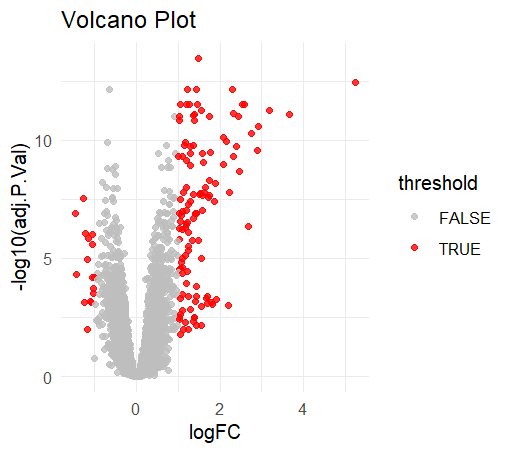 Volcano Plot
-log10(adj.P.Val)
10
5
0
0
2
4
logFC
threshold
FALSE
TRUE